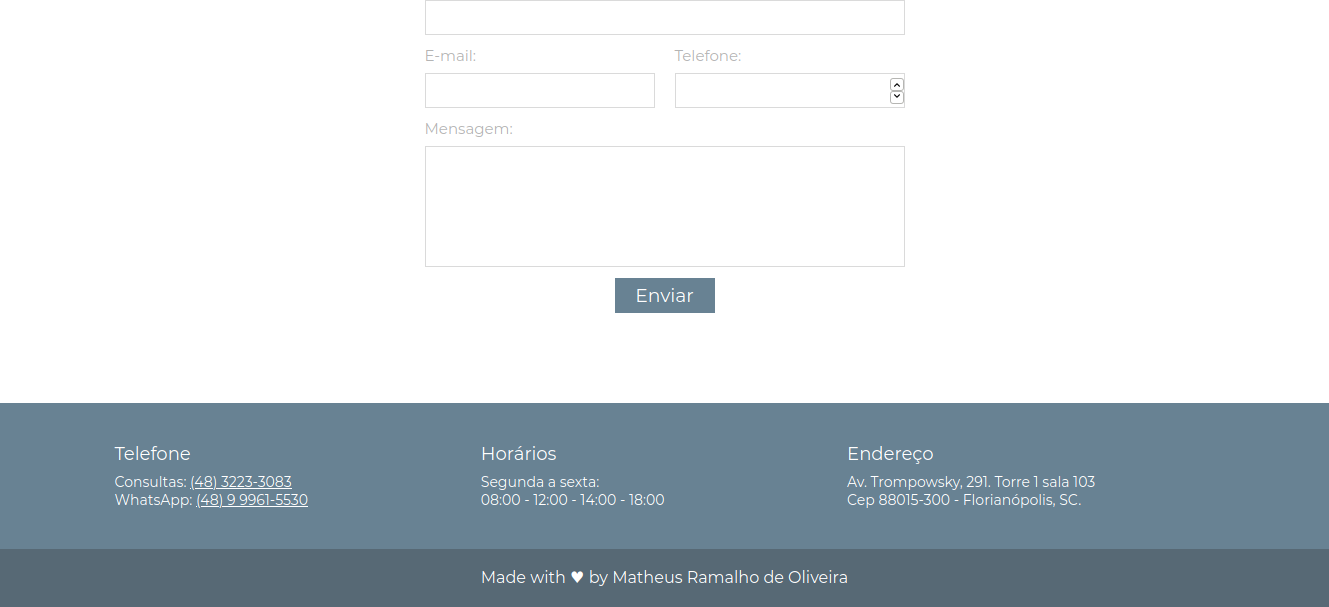 E-mail:
Telefone:
Mensagem:
Enviar
Telefone
Consultas: (48) 3223-3083
WhatsApp: (48) 9 9961-5530
Horários
Segunda a sexta:
08:00 - 12:00 - 14:00 - 18:00
Endereço
Av. Trompowsky, 291. Torre 1 sala 103
Cep 88015-300 - Florianópolis, SC.
Made with ♥ by Matheus Ramalho de Oliveira